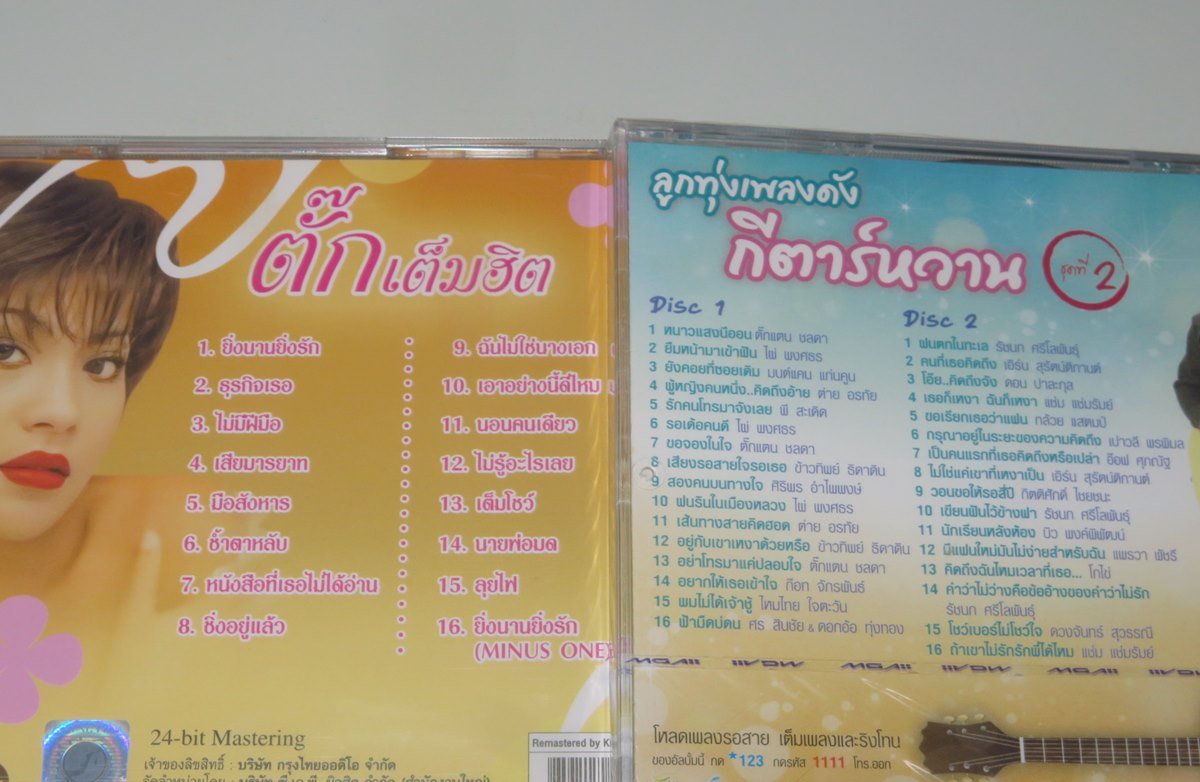 ตั๊กเต็มฮิต
1. ยิ่งนานยิ่งรัก
2. ธุรกิจเธอ
3. ไม่มีฝีมือ
4. เสียมารยาท
5. มือสังหาร
6. ช้ำตาหลับ
7. หนังสือที่เธอไม่ได้อ่าน
8. ซึ่งอยู่แล้ว
9. ฉันไม่ใช่นางเอก
10. เอาอย่างนี้ดีไหม
11. นอนคนเดียว
12. ไม่รู้อะไรเลย
13. เต็มโชว์
14. นายพ่อมด
15. ลุยไฟ
16. ยิ่งนานยิ่งรัก
(MINUS ONE)
24-bit Mastering
เจ้าของลิขสิทธิ์ : บริษัท กรุงไทยออดิโอ จำกัด
Remastered by
ลูกทุ่งเพลงดัง
กีตาร์หวาน ชุดที่ 2
Disc 1
1 หนาวแสงนีออน ตั๊กแตน ชลดา
2 ยืมหน้ามาเข้าฝัน ไผ่ พงศธร
3 ยังคอยที่ซอยเดิม มนต์แคน แก่นคูน
4 ผู้หญิงคนหนึ่ง..คิดถึงอ้าย ต่าย อรทัย
5 รักคนโทรมาจังเลย พี สะเดิด
6 รอเด้อคนดี ไผ่ พงศธร
7 ขอจองในใจ ตั๊กแตน ชลดา
8 เสียงรอสายใจรอเธอ ข้าวทิพย์ ธิดาดิน
9 สองคนบนทางใจ ศิริพร อำไพพงษ์
10 ฝนรินในเมืองหลวง ไผ่ พงศธร
11 เส้นทางสายคิดฮอด ต่าย อรทัย
12 อยู่กับเขาเหงาด้วยหรือ ข้าวทิพย์ ธิดาดิน
13 อย่าโทรมาแค่ปลอบใจ ตั๊กแตน ชลดา
14 อยากให้เธอเข้าใจ ก๊อท จักรพันธ์
15 ผมไม่ได้เจ้าชู้ ไหมไทย ใจตะวัน
16 ฟ้ามืดบ่ดน ศร สินชัย & ดอกอ้อ ทุ่งทอง
Disc 2
1 ฝนตกในทะเล รัชนก ศรีโลพันธุ์
2 คนที่เธอคิดถึง เอิร์น สุรัตน์ติกานต์
3 โอ๊ย..คิดถึงจัง ดอน ปาละกุล
4 เธอก็เหงา ฉันก็เหงา แช่ม แช่มรัมย์
5 ขอเรียกเธอว่าแฟน กล้วย แสตมป์
6 กรุณาอยู่ในระยะของความคิดถึง เปาวลี พรพิมล
7 เป็นคนแรกที่เธอคิดถึงหรือเปล่า อ๊อฟ ศุภณัฐ
8 ไม่ใช่แค่เขาที่เหงาเป็น เอิร์น สุรัตน์ติกานต์
9 วอนขอให้รอสี่ปี กิตติศักดิ์ ไชยชนะ
10 เขียนฝันไว้ข้างฟา รัชนก ศรีโลพันธุ์
11 นักเรียนหลังห้อง บิว พงค์พิพัฒน์
12 มีแฟนใหม่มันไม่ง่ายสำหรับฉัน แพรวา พัชรี
13 คิดถึงฉันไหมเวลาที่เธอ... โกไข่
14 คำว่าไม่ว่างคือข้ออ้างของคำว่าไม่รัก
รัชนก ศรีโลพันธุ์
15 โชว์เบอร์ไม่โชว์ใจ ดวงจันทร์ สุวรรณี
16 ถ้าเขาไม่รักรักพี่ได้ไหม แช่ม แช่มรัมย์
โหลดเพลงรอสาย เต็มเพลงและริงโทน
ของอัลบั้มนี้ กด *123 กดรหัส 1111 โทร.ออก